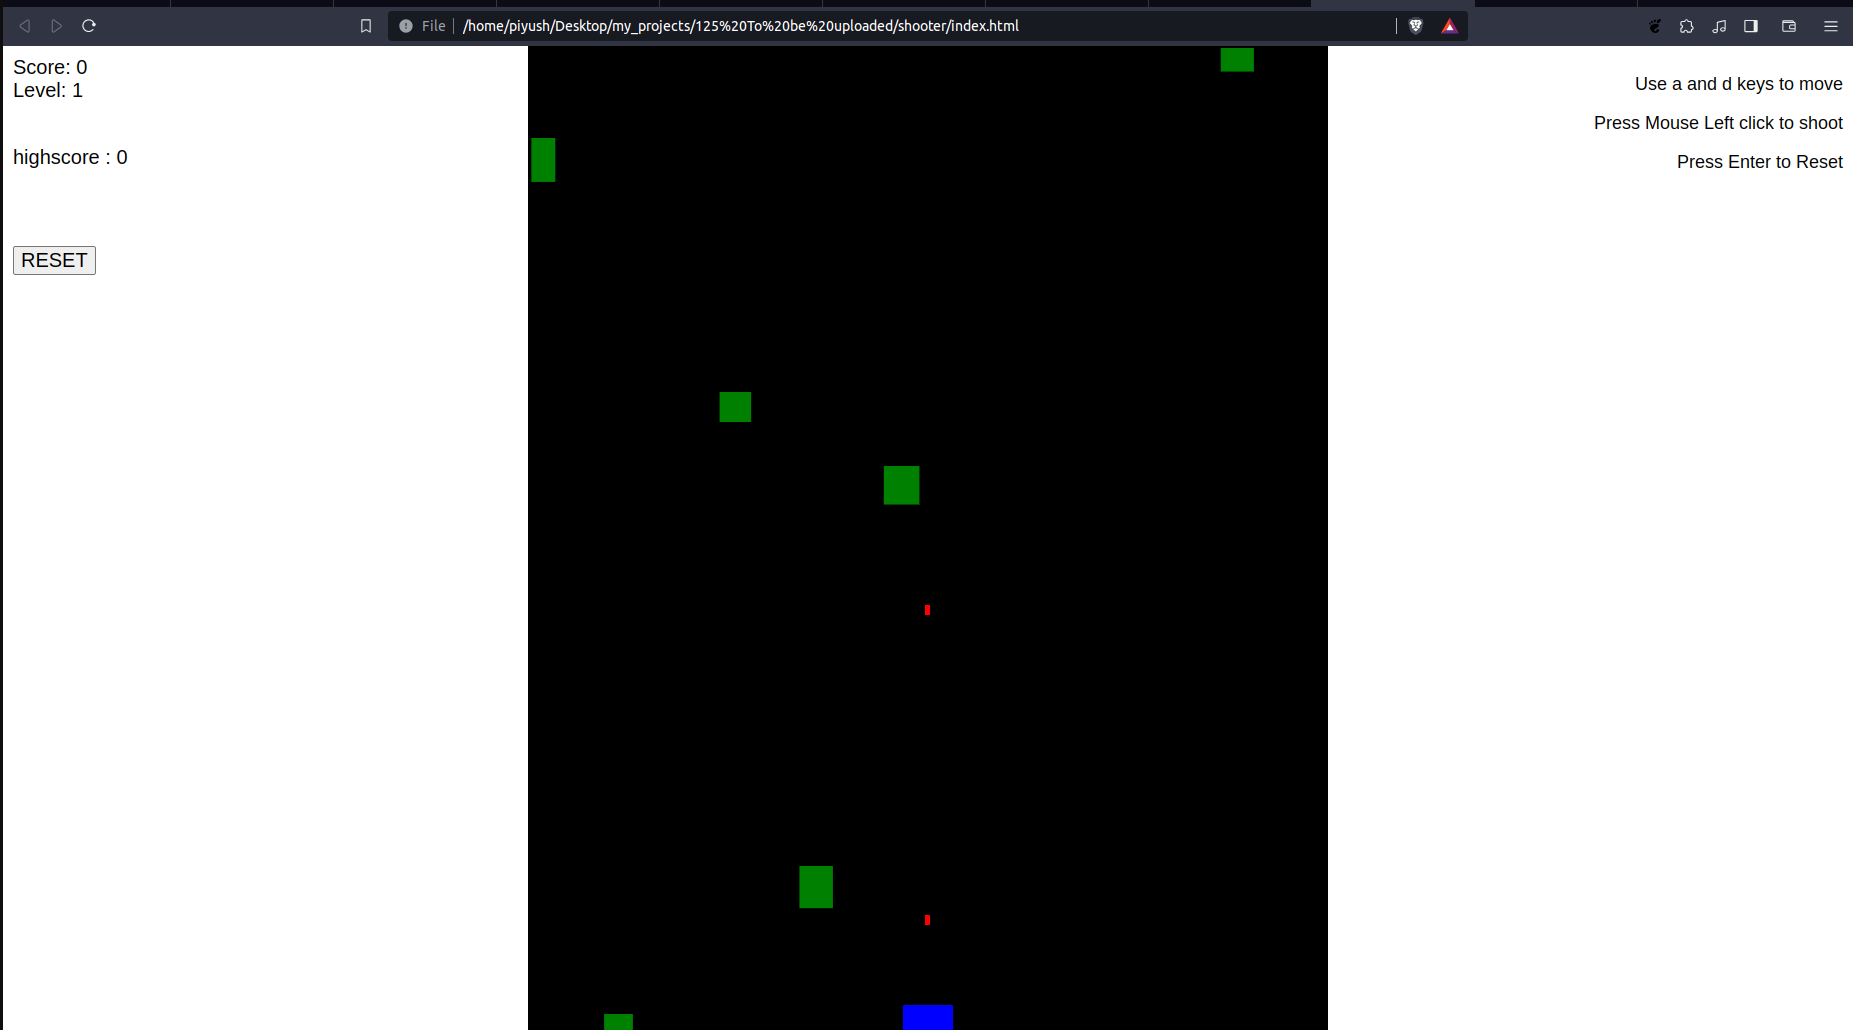 File /home/piyush/Desktop/my_projects/125%20To%20be%20uploaded/shooter/index.html
Score: 0
Level: 1
highscore : 0
RESET
Use a and d keys to move
Press Mouse Left click to shoot
Press Enter to Reset